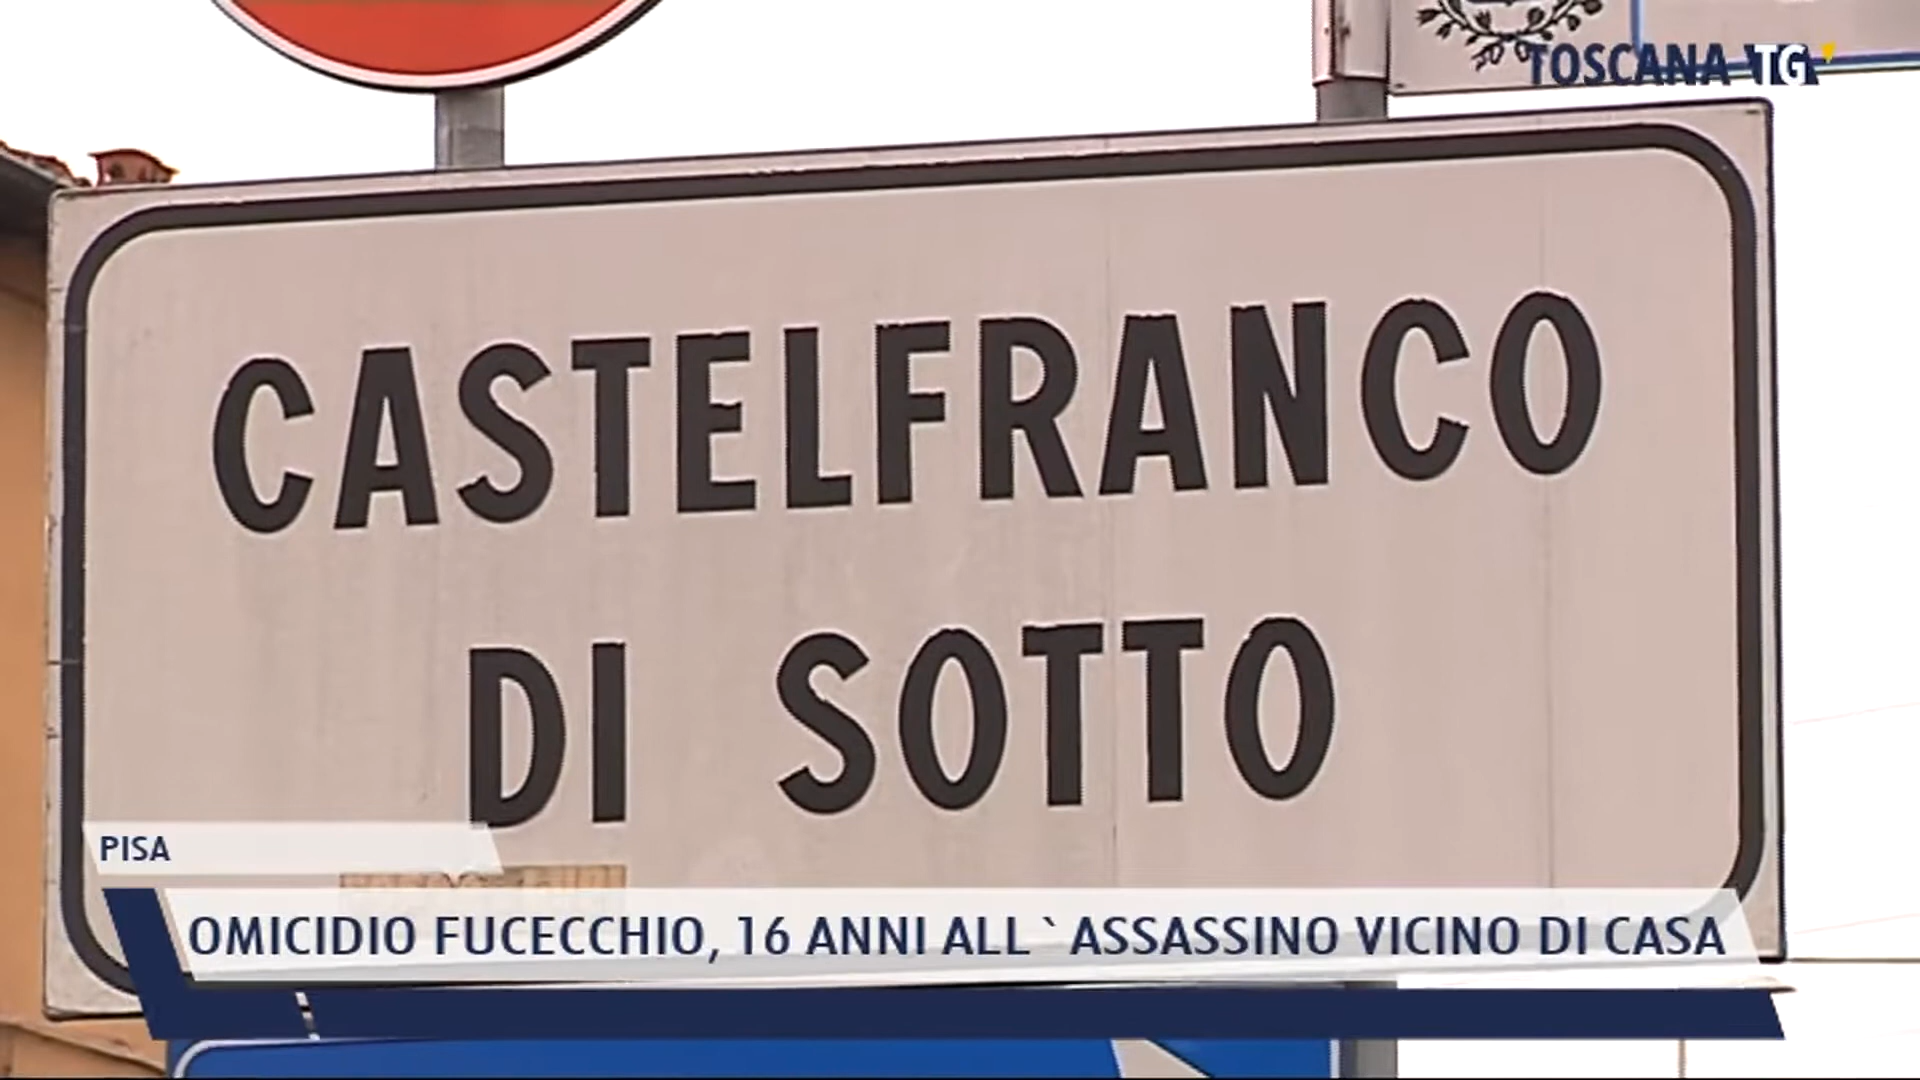 TOSCANA TG
CASTELFRANCO
DI SOTTO
PISA
OMICIDIO FUCECCHIO, 16 ANNI ALL`ASSASSINO VICINO DI CASA